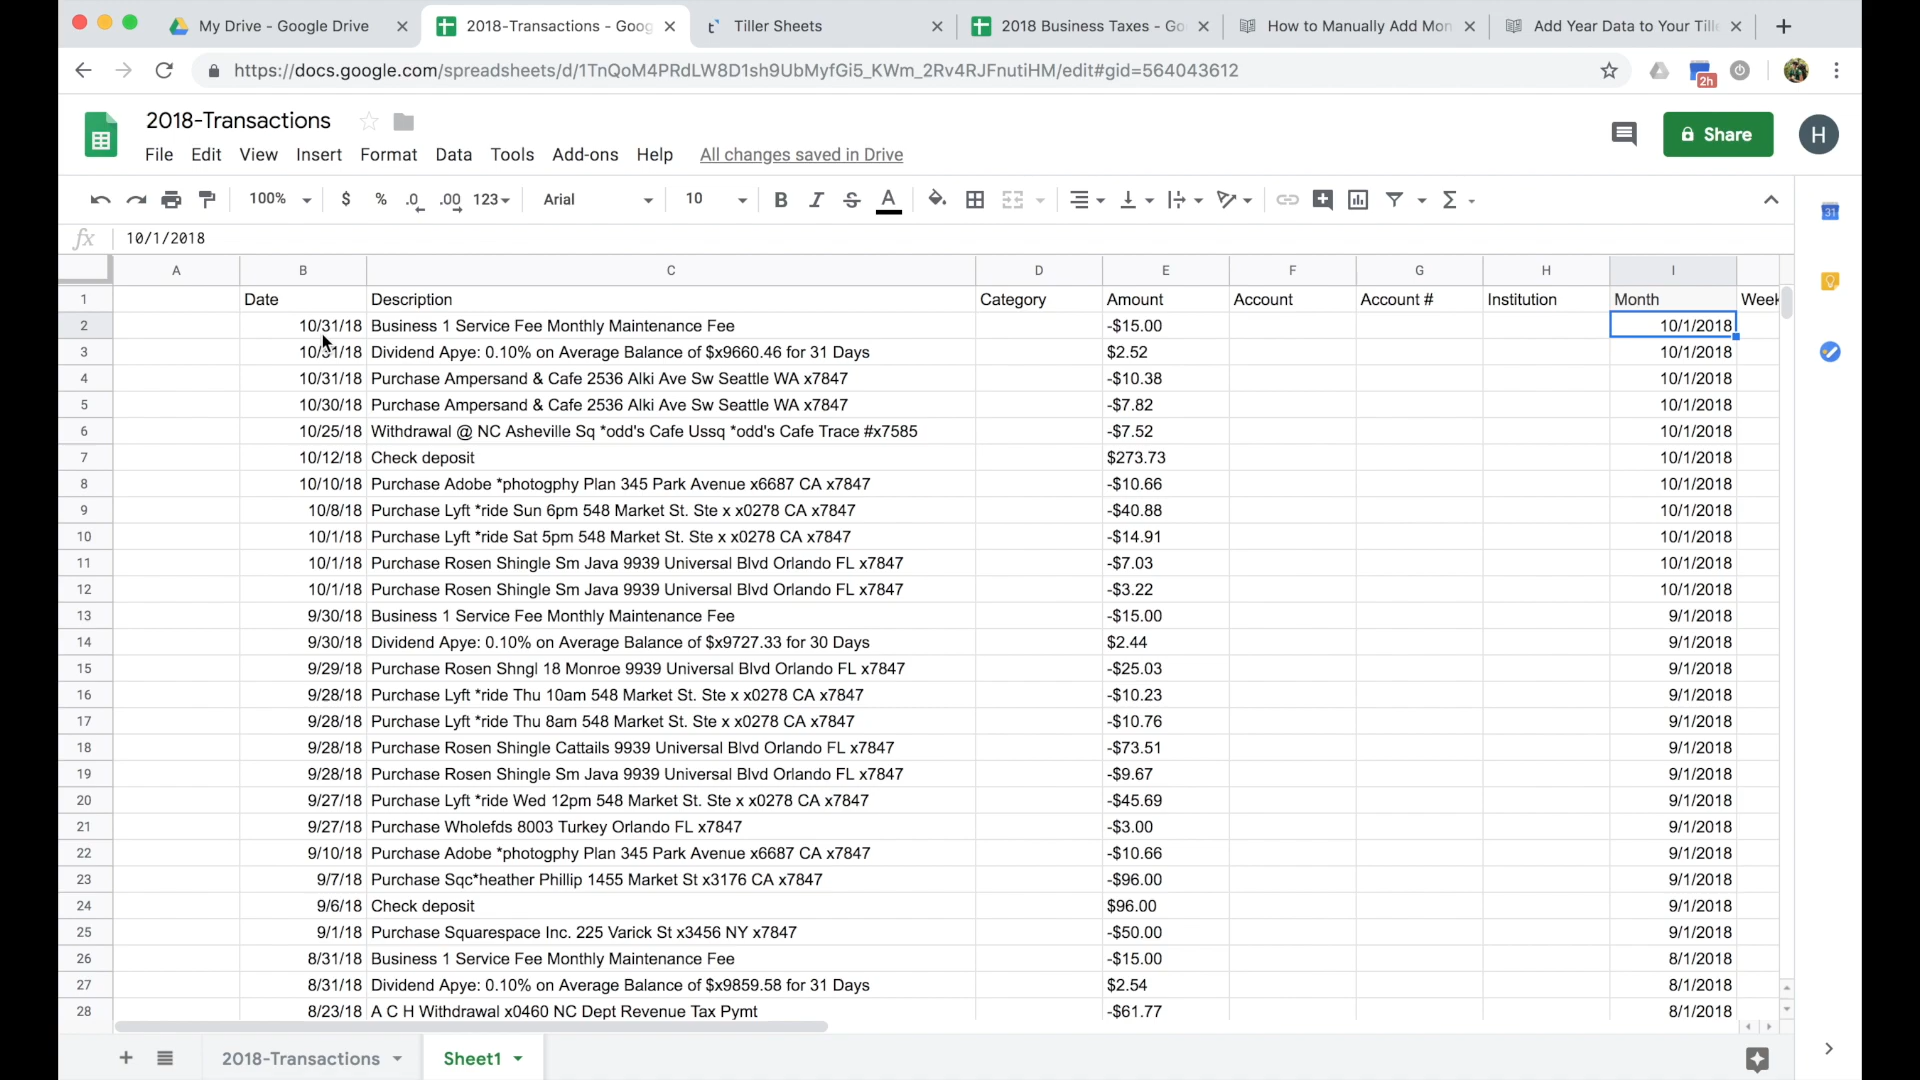 My Drive - Google Drive
2018-Transactions - Goog
Tiller Sheets
2018 Business Taxes - Go
How to Manually Add Mon
Add Year Data to Your Tille
https://docs.google.com/spreadsheets/d/1TnQoM4PRdLW8D1sh9UbMyfGi5_KWm_2Rv4RJFnutiHM/edit#gid=564043612
2h
2018-Transactions
File Edit View Insert Format Data Tools Add-ons Help All changes saved in Drive
Share
H
100% $ % .0 .00 123 Arial 10 B I S A Σ
31
fx 10/1/2018
A B C D E F G H I
1 Date Description Category Amount Account Account # Institution Month Week
2 10/31/18 Business 1 Service Fee Monthly Maintenance Fee -$15.00 10/1/2018
3 10/31/18 Dividend Apye: 0.10% on Average Balance of $x9660.46 for 31 Days $2.52 10/1/2018
4 10/31/18 Purchase Ampersand & Cafe 2536 Alki Ave Sw Seattle WA x7847 -$10.38 10/1/2018
5 10/30/18 Purchase Ampersand & Cafe 2536 Alki Ave Sw Seattle WA x7847 -$7.82 10/1/2018
6 10/25/18 Withdrawal @ NC Asheville Sq *odd's Cafe Ussq *odd's Cafe Trace #x7585 -$7.52 10/1/2018
7 10/12/18 Check deposit $273.73 10/1/2018
8 10/10/18 Purchase Adobe *photogphy Plan 345 Park Avenue x6687 CA x7847 -$10.66 10/1/2018
9 10/8/18 Purchase Lyft *ride Sun 6pm 548 Market St. Ste x x0278 CA x7847 -$40.88 10/1/2018
10 10/1/18 Purchase Lyft *ride Sat 5pm 548 Market St. Ste x x0278 CA x7847 -$14.91 10/1/2018
11 10/1/18 Purchase Rosen Shingle Sm Java 9939 Universal Blvd Orlando FL x7847 -$7.03 10/1/2018
12 10/1/18 Purchase Rosen Shingle Sm Java 9939 Universal Blvd Orlando FL x7847 -$3.22 10/1/2018
13 9/30/18 Business 1 Service Fee Monthly Maintenance Fee -$15.00 9/1/2018
14 9/30/18 Dividend Apye: 0.10% on Average Balance of $x9727.33 for 30 Days $2.44 9/1/2018
15 9/29/18 Purchase Rosen Shngl 18 Monroe 9939 Universal Blvd Orlando FL x7847 -$25.03 9/1/2018
16 9/28/18 Purchase Lyft *ride Thu 10am 548 Market St. Ste x x0278 CA x7847 -$10.23 9/1/2018
17 9/28/18 Purchase Lyft *ride Thu 8am 548 Market St. Ste x x0278 CA x7847 -$10.76 9/1/2018
18 9/28/18 Purchase Rosen Shingle Cattails 9939 Universal Blvd Orlando FL x7847 -$73.51 9/1/2018
19 9/28/18 Purchase Rosen Shingle Sm Java 9939 Universal Blvd Orlando FL x7847 -$9.67 9/1/2018
20 9/27/18 Purchase Lyft *ride Wed 12pm 548 Market St. Ste x x0278 CA x7847 -$45.69 9/1/2018
21 9/27/18 Purchase Wholefds 8003 Turkey Orlando FL x7847 -$3.00 9/1/2018
22 9/10/18 Purchase Adobe *photogphy Plan 345 Park Avenue x6687 CA x7847 -$10.66 9/1/2018
23 9/7/18 Purchase Sqc*heather Phillip 1455 Market St x3176 CA x7847 -$96.00 9/1/2018
24 9/6/18 Check deposit $96.00 9/1/2018
25 9/1/18 Purchase Squarespace Inc. 225 Varick St x3456 NY x7847 -$50.00 9/1/2018
26 8/31/18 Business 1 Service Fee Monthly Maintenance Fee -$15.00 8/1/2018
27 8/31/18 Dividend Apye: 0.10% on Average Balance of $x9859.58 for 31 Days $2.54 8/1/2018
28 8/23/18 A C H Withdrawal x0460 NC Dept Revenue Tax Pymt -$61.77 8/1/2018
2018-Transactions Sheet1